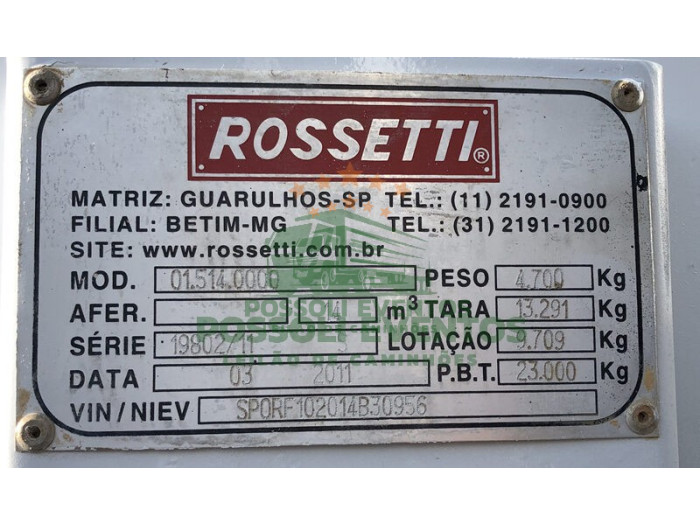 ROSSETTI®
MATRIZ: GUARULHOS-SP TEL.: (11) 2191-0900
FILIAL: BETIM-MG TEL.: (31) 2191-1200
SITE: www.rossetti.com.br
MOD. 01.514.0000 PESO 4.700 Kg
AFER. 14 m³ TARA 13.291 Kg
SÉRIE 19802/11 3 LOTAÇÃO 9.709 Kg
DATA 03 2011 P.B.T. 23.000 Kg
VIN/NIEV SPORF102014B30956